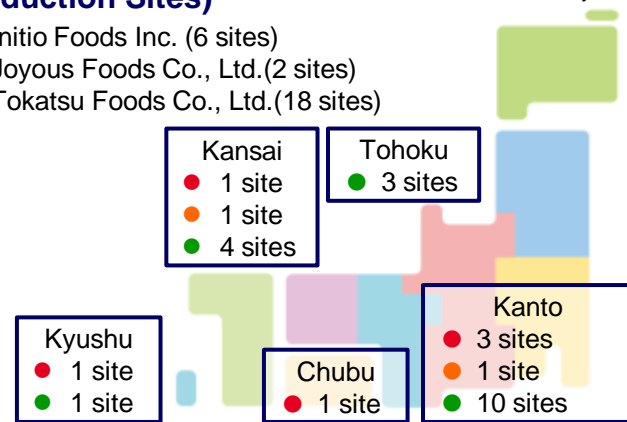 duction Sites)
nitio Foods Inc. (6 sites)
Joyous Foods Co., Ltd.(2 sites)
Tokatsu Foods Co., Ltd.(18 sites)
Kansai
● 1 site
● 1 site
● 4 sites
Tohoku
● 3 sites
Kanto
● 3 sites
● 1 site
● 10 sites
Kyushu
● 1 site
● 1 site
Chubu
● 1 site